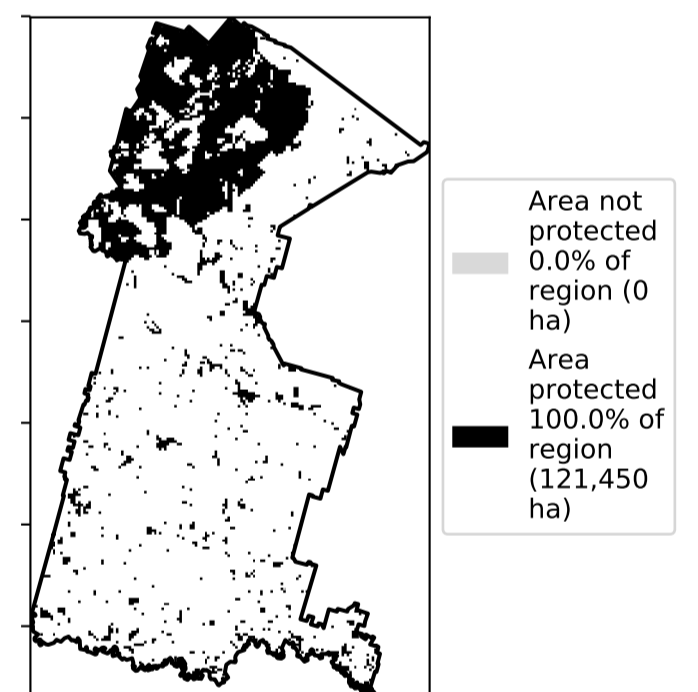 Area not
protected
0.0% of
region (0
ha)
Area
protected
100.0% of
region
(121,450
ha)